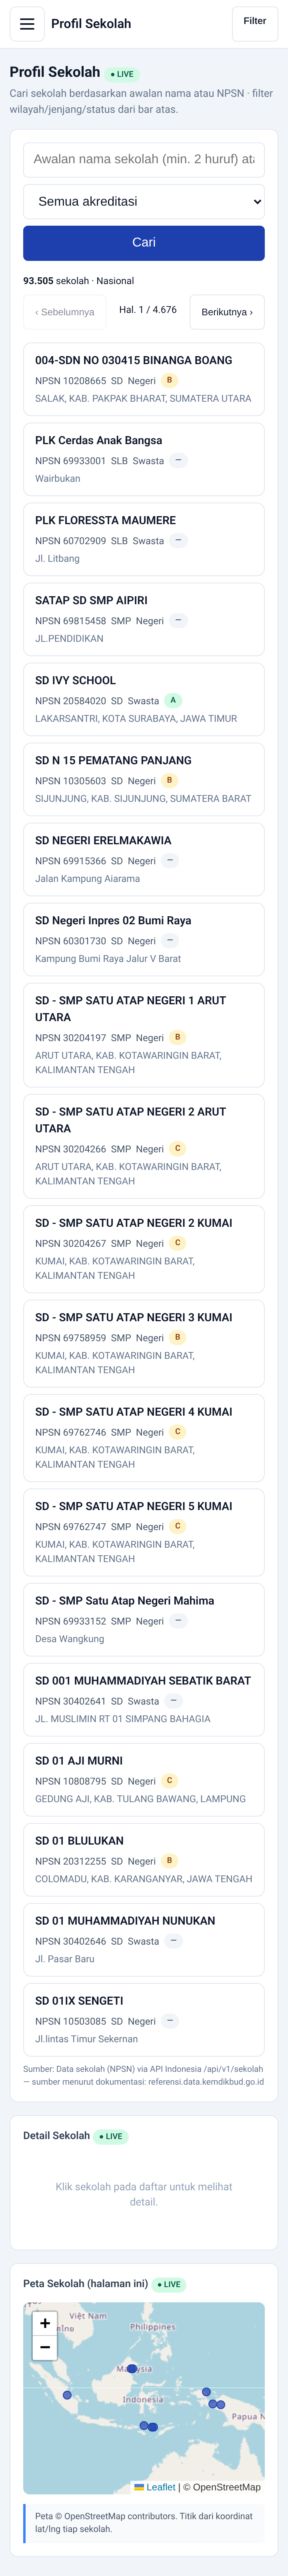 Profil Sekolah
Filter
Profil Sekolah ● LIVE
Cari sekolah berdasarkan awalan nama atau NPSN · filter
wilayah/jenjang/status dari bar atas.
Awalan nama sekolah (min. 2 huruf) ata
Semua akreditasi
Cari
93.505 sekolah · Nasional
‹ Sebelumnya
Hal. 1 / 4.676
Berikutnya ›
004-SDN NO 030415 BINANGA BOANG
NPSN 10208665 SD Negeri B
SALAK, KAB. PAKPAK BHARAT, SUMATERA UTARA
PLK Cerdas Anak Bangsa
NPSN 69933001 SLB Swasta —
Wairbukan
PLK FLORESSTA MAUMERE
NPSN 60702909 SLB Swasta —
Jl. Litbang
SATAP SD SMP AIPIRI
NPSN 69815458 SMP Negeri —
JL.PENDIDIKAN
SD IVY SCHOOL
NPSN 20584020 SD Swasta A
LAKARSANTRI, KOTA SURABAYA, JAWA TIMUR
SD N 15 PEMATANG PANJANG
NPSN 10305603 SD Negeri B
SIJUNJUNG, KAB. SIJUNJUNG, SUMATERA BARAT
SD NEGERI ERELMAKAWIA
NPSN 69915366 SD Negeri —
Jalan Kampung Aiarama
SD Negeri Inpres 02 Bumi Raya
NPSN 60301730 SD Negeri —
Kampung Bumi Raya Jalur V Barat
SD - SMP SATU ATAP NEGERI 1 ARUT
UTARA
NPSN 30204197 SMP Negeri B
ARUT UTARA, KAB. KOTAWARINGIN BARAT,
KALIMANTAN TENGAH
SD - SMP SATU ATAP NEGERI 2 ARUT
UTARA
NPSN 30204266 SMP Negeri C
ARUT UTARA, KAB. KOTAWARINGIN BARAT,
KALIMANTAN TENGAH
SD - SMP SATU ATAP NEGERI 2 KUMAI
NPSN 30204267 SMP Negeri C
KUMAI, KAB. KOTAWARINGIN BARAT,
KALIMANTAN TENGAH
SD - SMP SATU ATAP NEGERI 3 KUMAI
NPSN 69758959 SMP Negeri B
KUMAI, KAB. KOTAWARINGIN BARAT,
KALIMANTAN TENGAH
SD - SMP SATU ATAP NEGERI 4 KUMAI
NPSN 69762746 SMP Negeri C
KUMAI, KAB. KOTAWARINGIN BARAT,
KALIMANTAN TENGAH
SD - SMP SATU ATAP NEGERI 5 KUMAI
NPSN 69762747 SMP Negeri C
KUMAI, KAB. KOTAWARINGIN BARAT,
KALIMANTAN TENGAH
SD - SMP Satu Atap Negeri Mahima
NPSN 69933152 SMP Negeri —
Desa Wangkung
SD 001 MUHAMMADIYAH SEBATIK BARAT
NPSN 30402641 SD Swasta —
JL. MUSLIMIN RT 01 SIMPANG BAHAGIA
SD 01 AJI MURNI
NPSN 10808795 SD Negeri C
GEDUNG AJI, KAB. TULANG BAWANG, LAMPUNG
SD 01 BLULUKAN
NPSN 20312255 SD Negeri B
COLOMADU, KAB. KARANGANYAR, JAWA TENGAH
SD 01 MUHAMMADIYAH NUNUKAN
NPSN 30402646 SD Swasta —
Jl. Pasar Baru
SD 01IX SENGETI
NPSN 10503085 SD Negeri —
Jl.lintas Timur Sekernan
Sumber: Data sekolah (NPSN) via API Indonesia /api/v1/sekolah
— sumber menurut dokumentasi: referensi.data.kemdikbud.go.id
Detail Sekolah ● LIVE
Klik sekolah pada daftar untuk melihat
detail.
Peta Sekolah (halaman ini) ● LIVE
+
−
Việt Nam
Philippines
Malaysia
Indonesia
Papua N
Leaflet | © OpenStreetMap
Peta © OpenStreetMap contributors. Titik dari koordinat
lat/lng tiap sekolah.